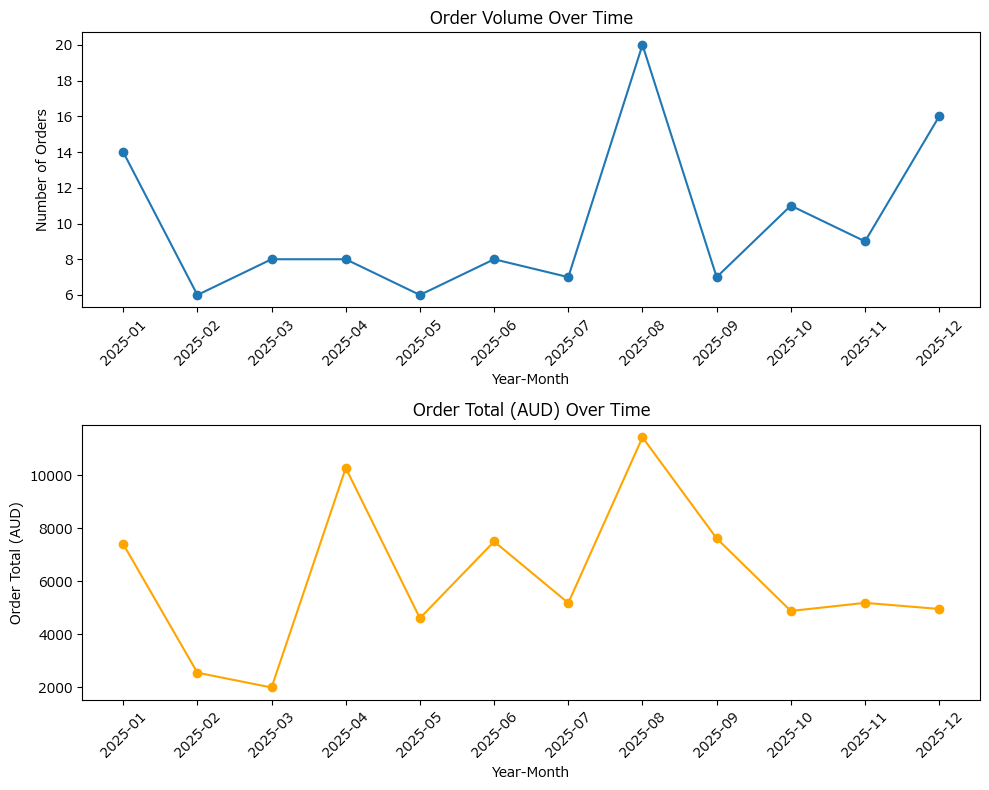 Order Volume Over Time
Number of Orders
20
18
16
14
12
10
8
6
2025-01 2025-02 2025-03 2025-04 2025-05 2025-06 2025-07 2025-08 2025-09 2025-10 2025-11 2025-12
Year-Month
Order Total (AUD) Over Time
Order Total (AUD)
10000
8000
6000
4000
2000
2025-01 2025-02 2025-03 2025-04 2025-05 2025-06 2025-07 2025-08 2025-09 2025-10 2025-11 2025-12
Year-Month